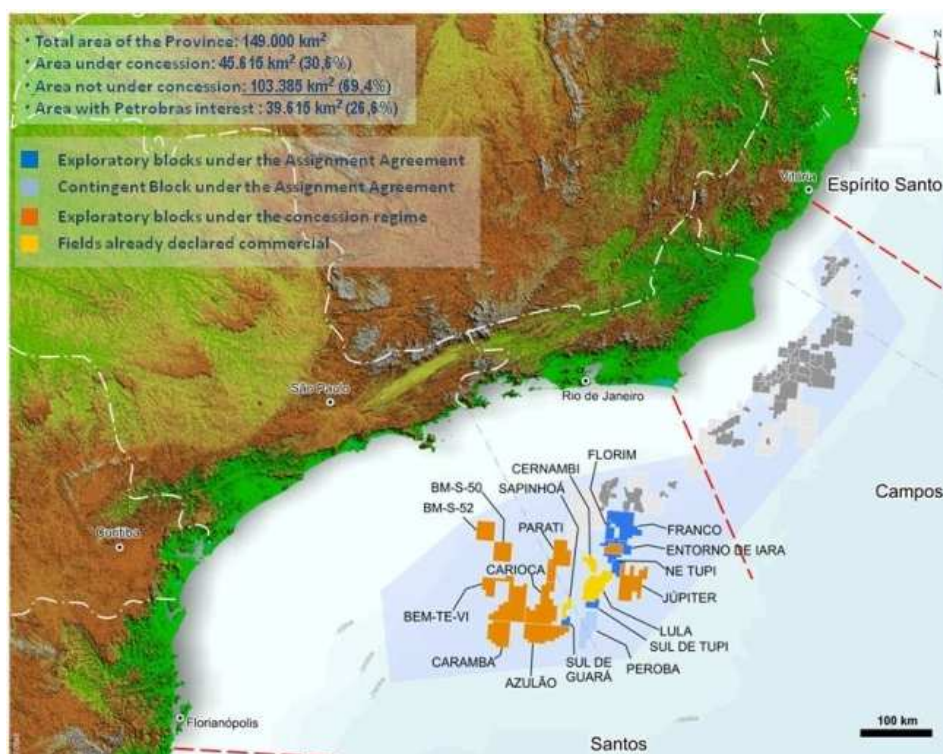 • Total area of the Province: 149.000 km²
• Area under concession: 45.615 km² (30,6%)
• Area not under concession: 103.385 km² (69,4%)
• Area with Petrobras interest : 39.615 km² (26,6%)
Exploratory blocks under the Assignment Agreement
Contingent Block under the Assignment Agreement
Exploratory blocks under the concession regime
Fields already declared commercial
N
Vitória
Espírito Santo
São Paulo
Rio de Janeiro
FLORIM
CERNAMBI
SAPINHOÁ
BM-S-50
BM-S-52
PARATI
FRANCO
Campos
Curitiba
ENTORNO DE IARA
CARIOCA
NE TUPI
JÚPITER
BEM-TE-VI
LULA
SUL DE TUPI
CARAMBA
SUL DE
GUARÁ
PEROBA
AZULÃO
Florianópolis
100 km
Santos